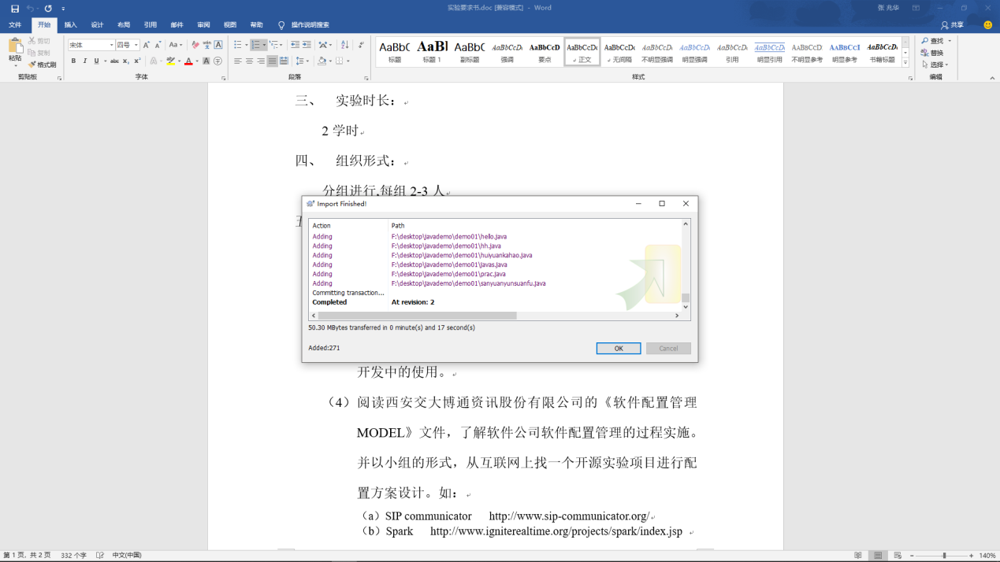 实验要求书.doc [兼容模式] - Word
张 兆华
文件 开始 插入 设计 布局 引用 邮件 审阅 视图 帮助 操作说明搜索 共享
粘贴 剪切 复制 格式刷 剪贴板
宋体 四号 字体
段落
AaBbC 标题 AaBl 标题 1 AaBbC 副标题 AaBbCcDc 强调 AaBbCcD 要点 AaBbCcDc 正文 AaBbCcDc 无间隔 AaBbCcDc 不明显强调 AaBbCcDc 明显强调 AaBbCcDc 引用 AaBbCcDc 明显引用 AaBbCcDc 不明显参考 AaBbCcI 明显参考 AaBbCcDc 书籍标题
样式
查找 替换 选择 编辑
三、 实验时长：
2 学时
四、 组织形式：
分组进行,每组 2-3 人
Import Finished!
Action Path
Adding F:\desktop\javademo\demo01\hello.java
Adding F:\desktop\javademo\demo01\hh.java
Adding F:\desktop\javademo\demo01\huiyuankahao.java
Adding F:\desktop\javademo\demo01\javas.java
Adding F:\desktop\javademo\demo01\prac.java
Adding F:\desktop\javademo\demo01\sanyuanyunsuanfu.java
Committing transaction...
Completed At revision: 2
50.30 MBytes transferred in 0 minute(s) and 17 second(s)
Added:271
OK Cancel
开发中的使用。
（4）阅读西安交大博通资讯股份有限公司的《软件配置管理
MODEL》文件，了解软件公司软件配置管理的过程实施。
并以小组的形式，从互联网上找一个开源实验项目进行配
置方案设计。如：
（a）SIP communicator http://www.sip-communicator.org/
（b）Spark http://www.igniterealtime.org/projects/spark/index.jsp
第 1 页，共 2 页 332 个字 中文(中国) 140%